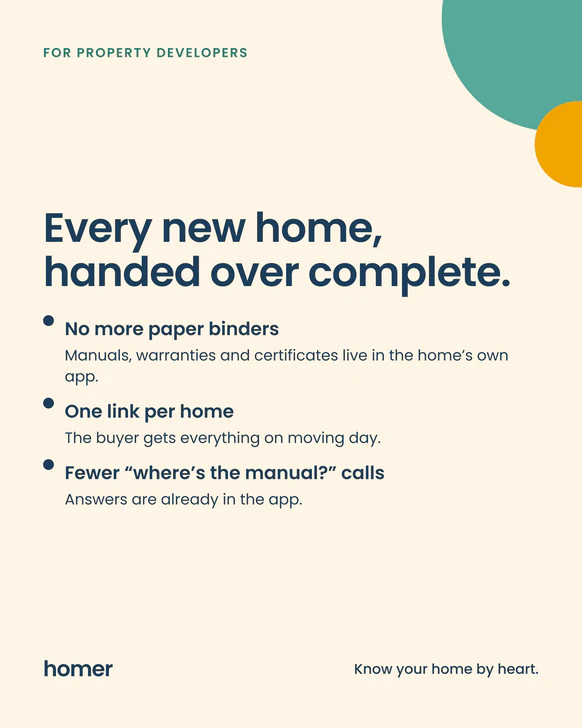 FOR PROPERTY DEVELOPERS
Every new home,
handed over complete.
No more paper binders
Manuals, warranties and certificates live in the home’s own
app.
One link per home
The buyer gets everything on moving day.
Fewer “where’s the manual?” calls
Answers are already in the app.
homer
Know your home by heart.